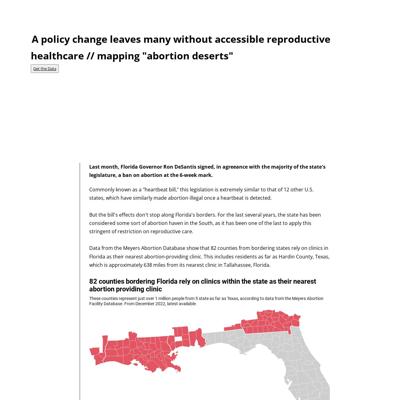 A policy change leaves many without accessible reproductive
healthcare // mapping "abortion deserts"
Get the Data
Last month, Florida Governor Ron DeSantis signed, in agreeance with the majority of the state's
legislature, a ban on abortion at the 6-week mark.
Commonly known as a "heartbeat bill," this legislation is extremely similar to that of 12 other U.S.
states, which have similarly made abortion illegal once a heartbeat is detected.
But the bill's effects don't stop along Florida's borders. For the last several years, the state has been
considered some sort of abortion haven in the South, as it has been one of the last to apply this
stringent of restriction on reproductive care.
Data from the Meyers Abortion Database show that 82 counties from bordering states rely on clinics in
Florida as their nearest abortion-providing clinic. This includes residents as far as Hardin County, Texas,
which is approximately 638 miles from its nearest clinic in Tallahassee, Florida.
82 counties bordering Florida rely on clinics within the state as their nearest
abortion providing clinic
These counties represent just over 1 million people from 5 state as far as Texas, according to data from the Meyers Abortion
Facility Database. From December 2022, latest available.